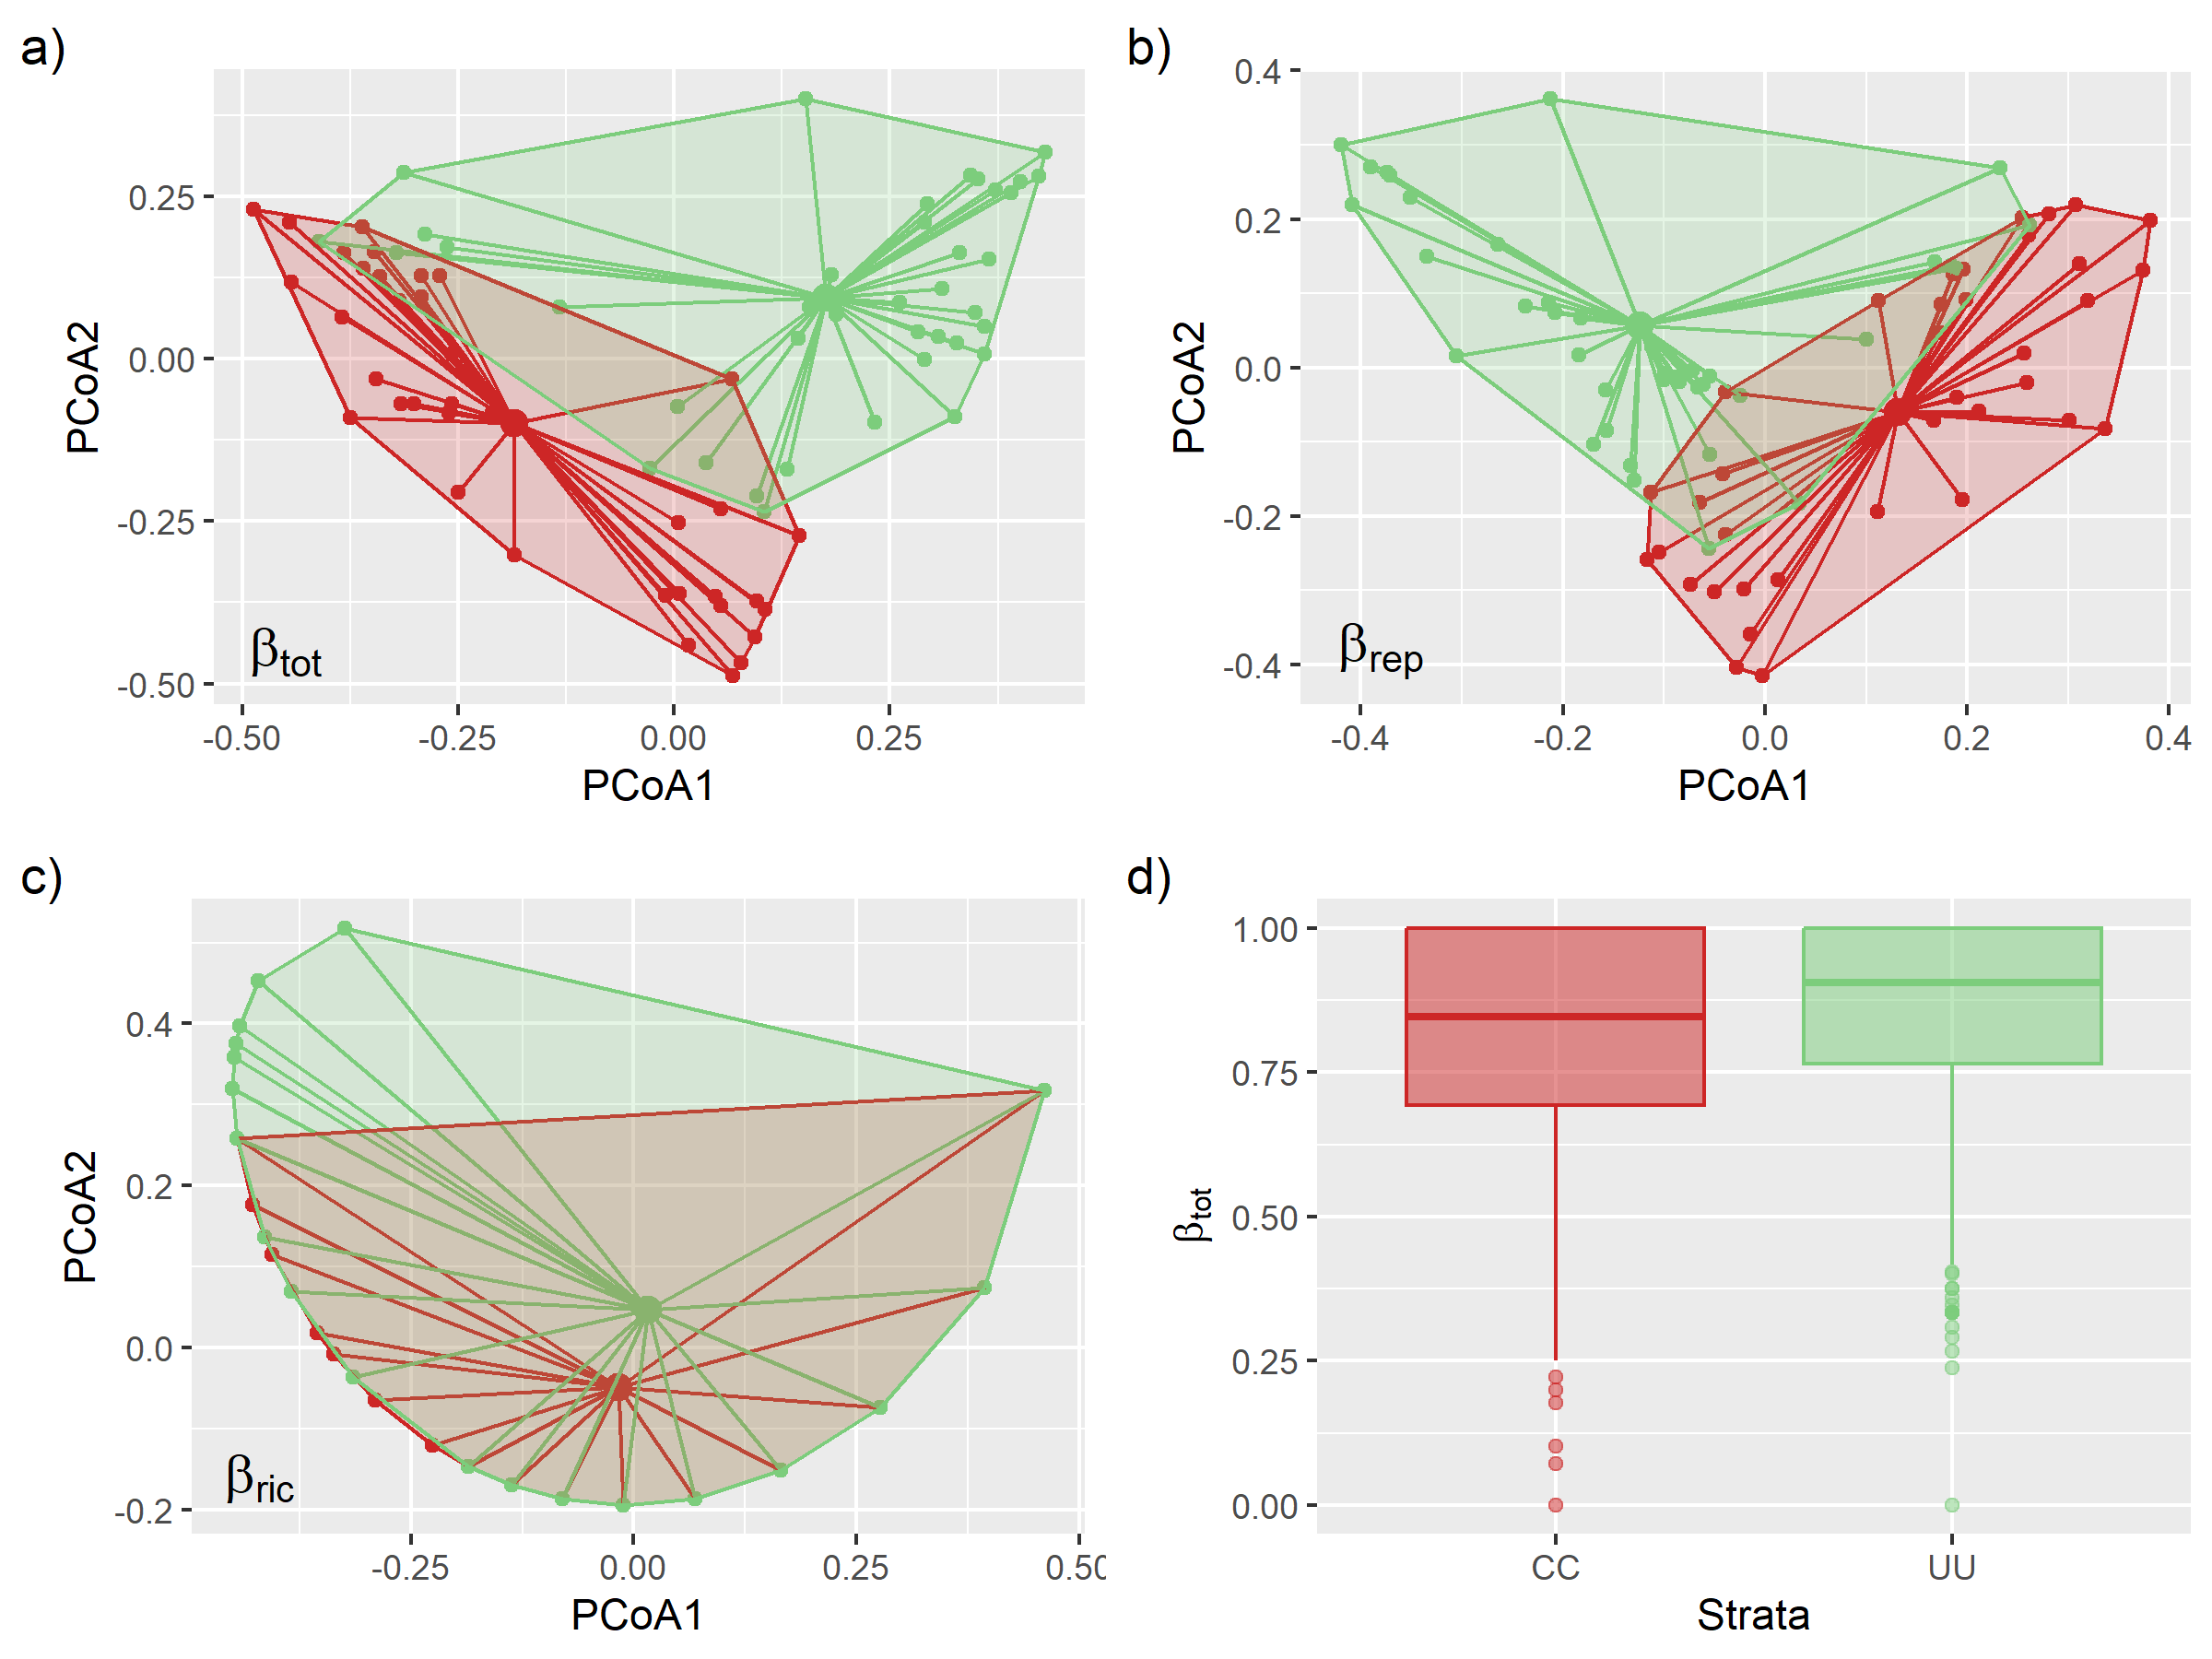 a)
0.25
0.00
-0.25
-0.50
PCoA2
βtot
-0.50 -0.25 0.00 0.25
PCoA1
b)
0.4
0.2
0.0
-0.2
-0.4
PCoA2
βrep
-0.4 -0.2 0.0 0.2 0.4
PCoA1
c)
0.4
0.2
0.0
-0.2
PCoA2
βric
-0.25 0.00 0.25 0.50
PCoA1
d)
1.00
0.75
0.50
0.25
0.00
βtot
CC UU
Strata